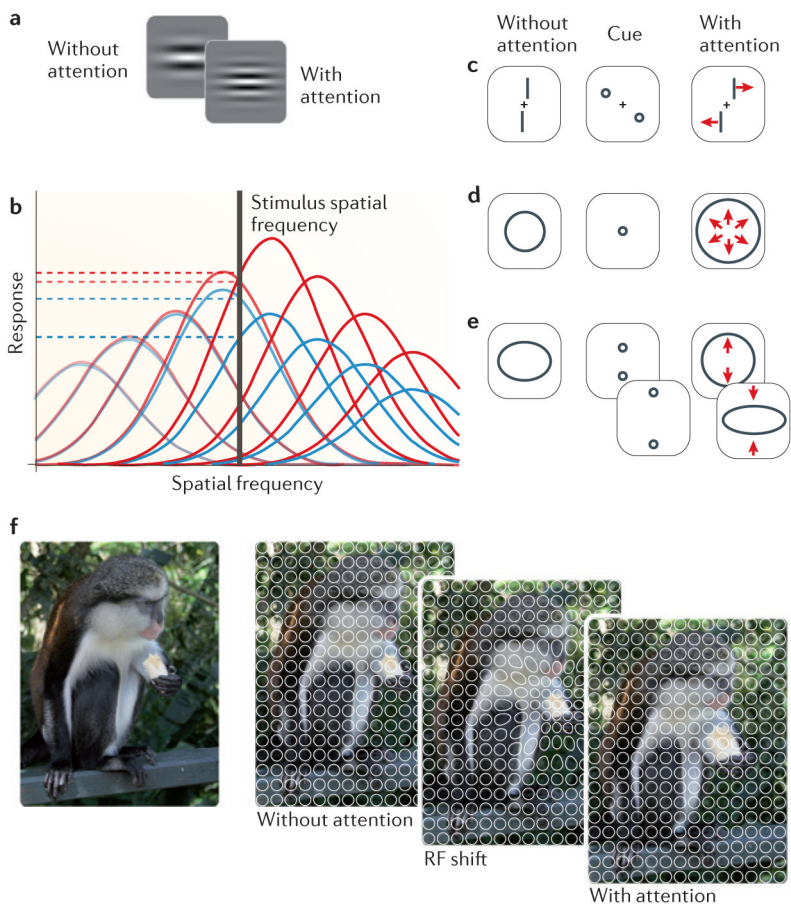 a
Without
attention
With
attention
b
Stimulus spatial
frequency
Response
Spatial frequency
Without
attention
Cue
With
attention
c
d
e
f
Without attention
RF shift
With attention